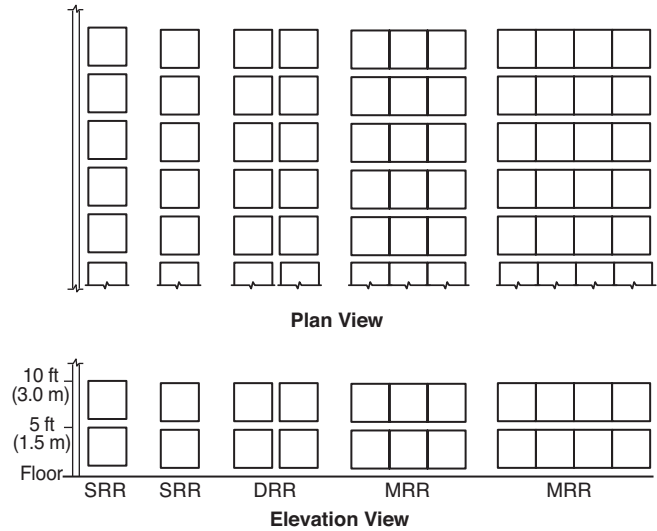 Plan View
10 ft
(3.0 m)
5 ft
(1.5 m)
Floor
SRR SRR DRR MRR MRR
Elevation View